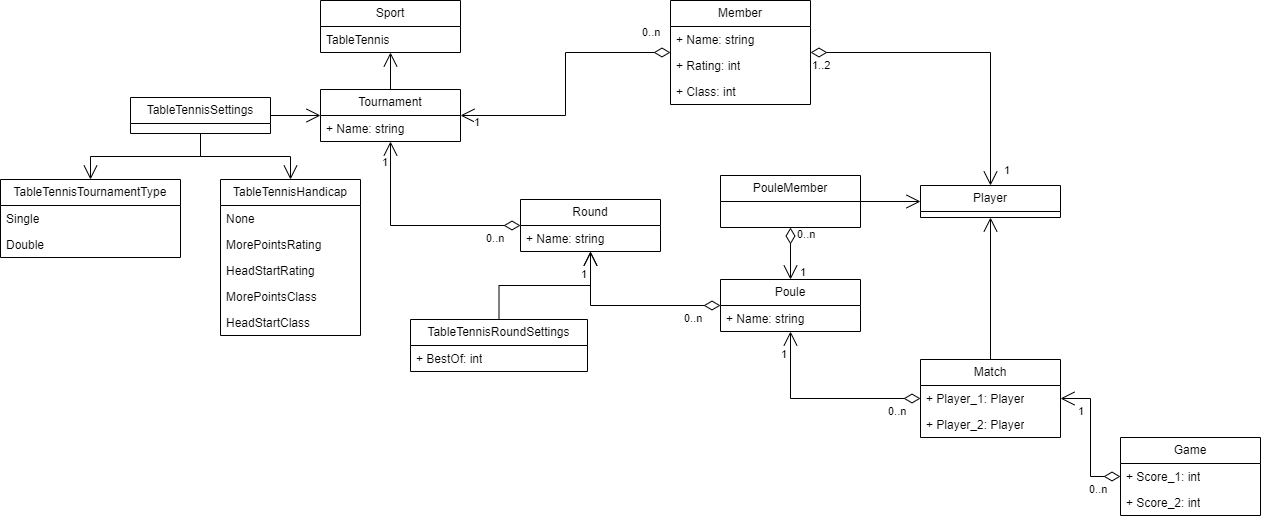 Sport
TableTennis
Member
+ Name: string
+ Rating: int
+ Class: int
0..n
1..2
1
1
Tournament
+ Name: string
TableTennisSettings
1
TableTennisTournamentType
Single
Double
TableTennisHandicap
None
MorePointsRating
HeadStartRating
MorePointsClass
HeadStartClass
Round
+ Name: string
0..n
1
TableTennisRoundSettings
+ BestOf: int
PouleMember
0..n
1
Player
Poule
+ Name: string
0..n
1
Match
+ Player_1: Player
+ Player_2: Player
0..n
1
Game
+ Score_1: int
+ Score_2: int
0..n